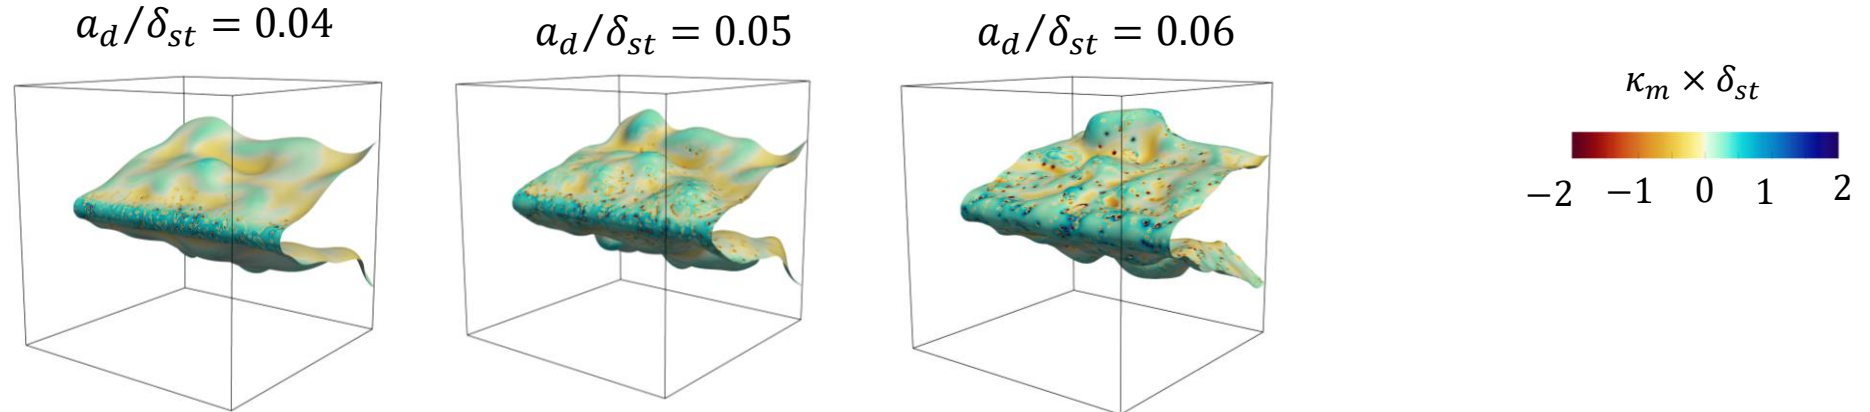 a_d/δ_st = 0.04
a_d/δ_st = 0.05
a_d/δ_st = 0.06
κ_m × δ_st
−2 −1 0 1 2